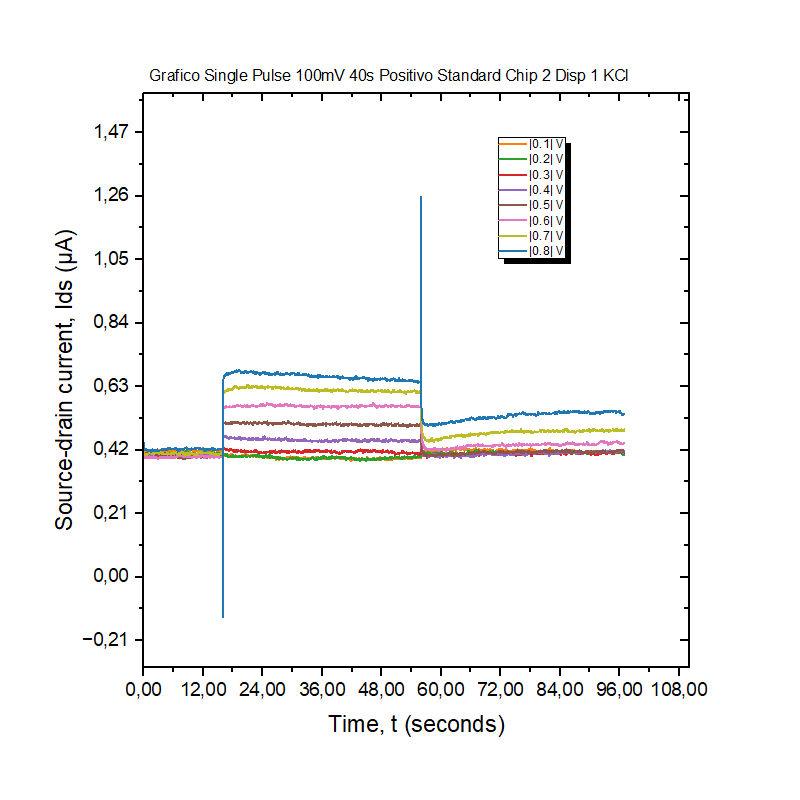 Grafico Single Pulse 100mV 40s Positivo Standard Chip 2 Disp 1 KCl
1,47
1,26
1,05
0,84
0,63
0,42
0,21
0,00
−0,21
Source-drain current, Ids (µA)
|0.1| V
|0.2| V
|0.3| V
|0.4| V
|0.5| V
|0.6| V
|0.7| V
|0.8| V
0,00 12,00 24,00 36,00 48,00 60,00 72,00 84,00 96,00 108,00
Time, t (seconds)